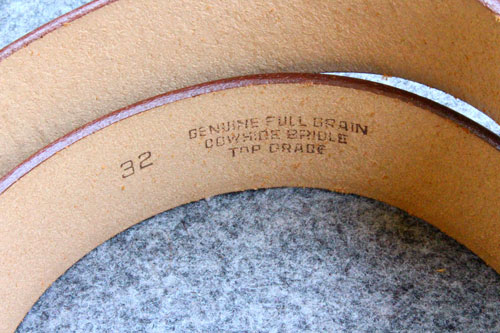 32
GENUINE FULL GRAIN
COWHIDE BRIDLE
TOP GRADE